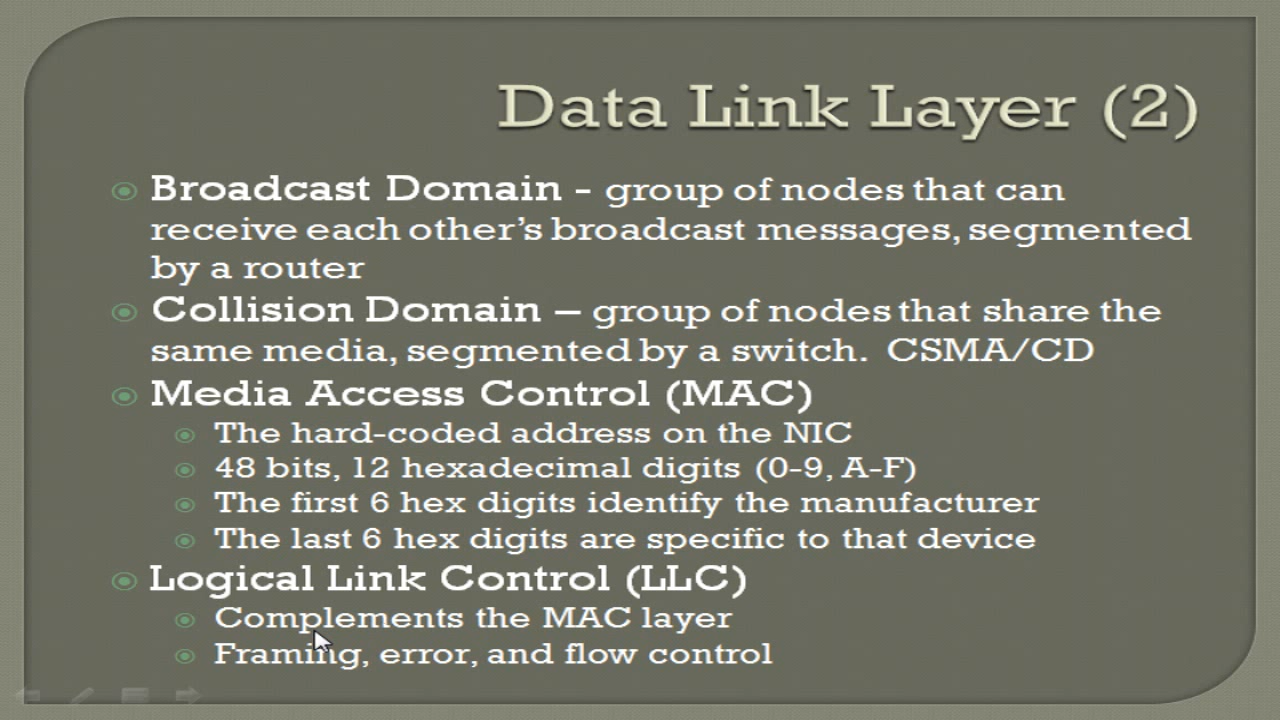 Data Link Layer (2)
Broadcast Domain - group of nodes that can
receive each other’s broadcast messages, segmented
by a router
Collision Domain – group of nodes that share the
same media, segmented by a switch.  CSMA/CD
Media Access Control (MAC)
The hard-coded address on the NIC
48 bits, 12 hexadecimal digits (0-9, A-F)
The first 6 hex digits identify the manufacturer
The last 6 hex digits are specific to that device
Logical Link Control (LLC)
Complements the MAC layer
Framing, error, and flow control